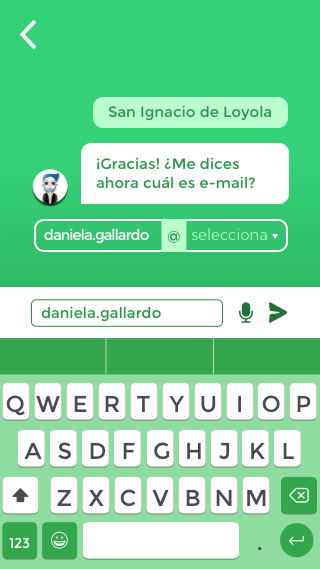 San Ignacio de Loyola
¡Gracias! ¿Me dices
ahora cuál es e-mail?
daniela.gallardo @ selecciona
daniela.gallardo
Q W E R T Y U I O P
A S D F G H J K L
Z X C V B N M
123 .